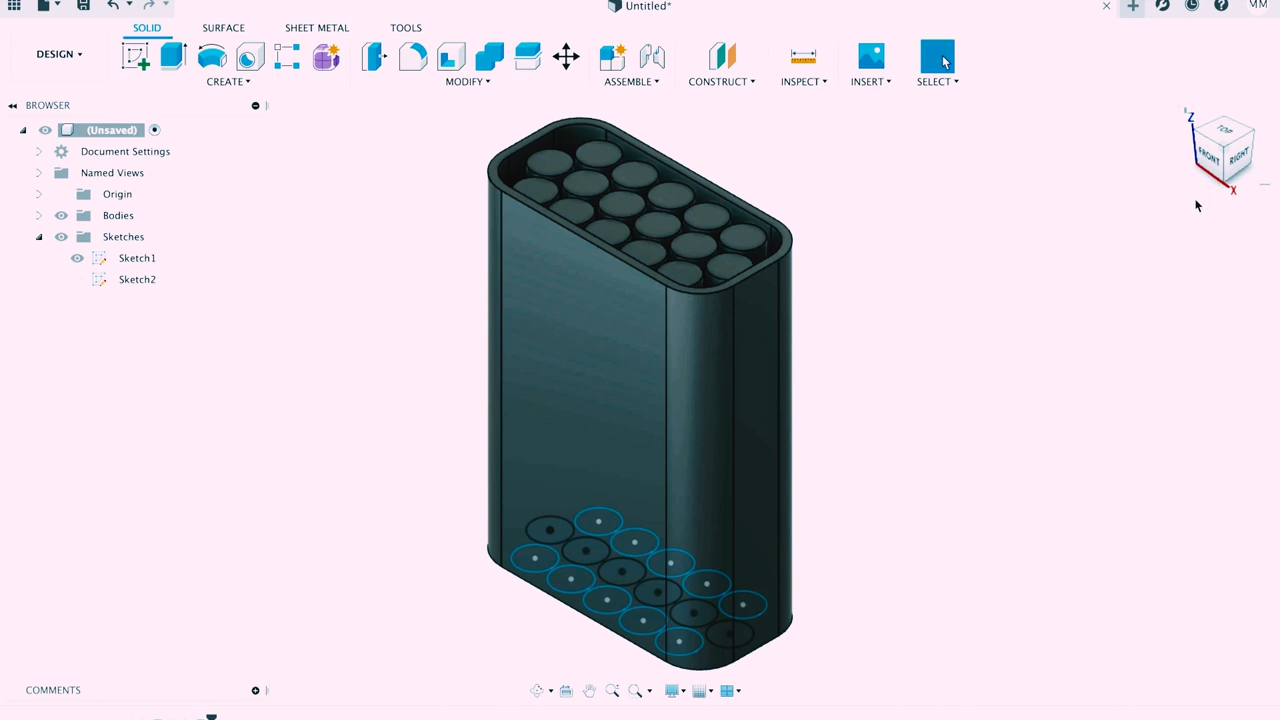 Untitled*
MM
SOLID
SURFACE
SHEET METAL
TOOLS
DESIGN
CREATE
MODIFY
ASSEMBLE
CONSTRUCT
INSPECT
INSERT
SELECT
BROWSER
(Unsaved)
Document Settings
Named Views
Origin
Bodies
Sketches
Sketch1
Sketch2
Z
TOP
FRONT
RIGHT
X
COMMENTS